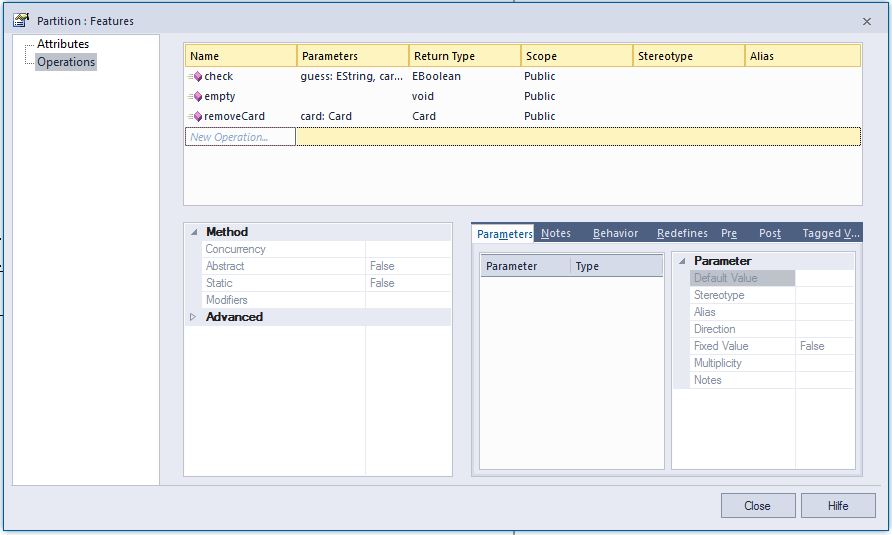 Partition : Features
Attributes
Operations
Name Parameters Return Type Scope Stereotype Alias
check guess: EString, car... EBoolean Public
empty void Public
removeCard card: Card Card Public
New Operation...
Method
Concurrency
Abstract False
Static False
Modifiers
Advanced
Parameters Notes Behavior Redefines Pre Post Tagged V...
Parameter Type
Parameter
Default Value
Stereotype
Alias
Direction
Fixed Value False
Multiplicity
Notes
Close Hilfe